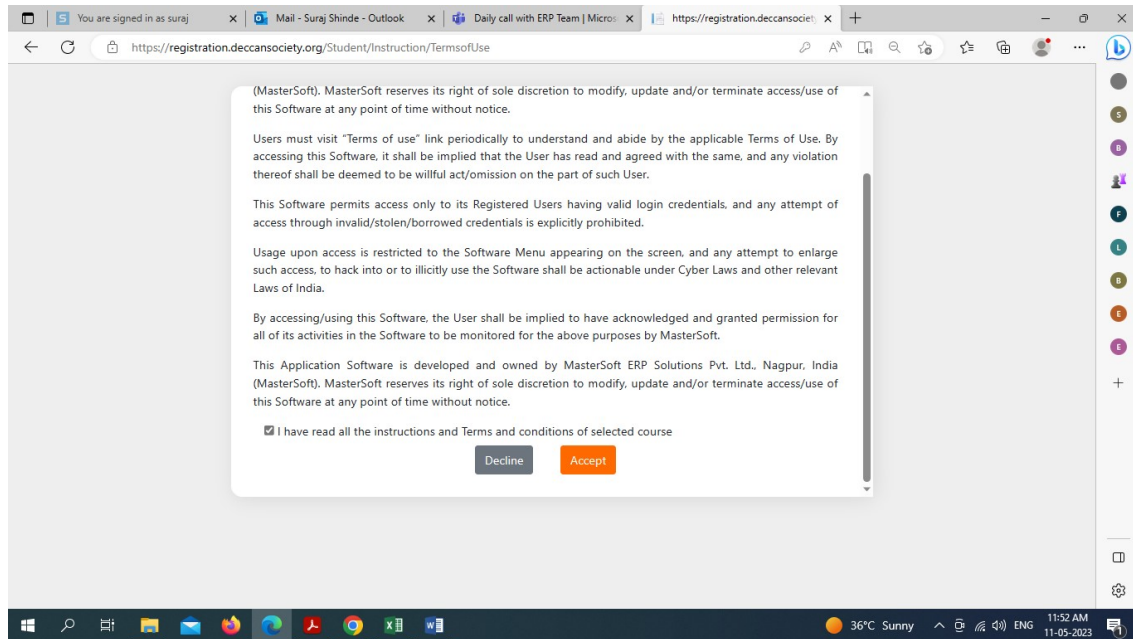 You are signed in as suraj
Mail - Suraj Shinde - Outlook
Daily call with ERP Team | Micros
https://registration.deccansociet
https://registration.deccansociety.org/Student/Instruction/TermsofUse
(MasterSoft). MasterSoft reserves its right of sole discretion to modify, update and/or terminate access/use of
this Software at any point of time without notice.
Users must visit "Terms of use" link periodically to understand and abide by the applicable Terms of Use. By
accessing this Software, it shall be implied that the User has read and agreed with the same, and any violation
thereof shall be deemed to be willful act/omission on the part of such User.
This Software permits access only to its Registered Users having valid login credentials, and any attempt of
access through invalid/stolen/borrowed credentials is explicitly prohibited.
Usage upon access is restricted to the Software Menu appearing on the screen, and any attempt to enlarge
such access, to hack into or to illicitly use the Software shall be actionable under Cyber Laws and other relevant
Laws of India.
By accessing/using this Software, the User shall be implied to have acknowledged and granted permission for
all of its activities in the Software to be monitored for the above purposes by MasterSoft.
This Application Software is developed and owned by MasterSoft ERP Solutions Pvt. Ltd., Nagpur, India
(MasterSoft). MasterSoft reserves its right of sole discretion to modify, update and/or terminate access/use of
this Software at any point of time without notice.
I have read all the instructions and Terms and conditions of selected course
Decline
Accept
S
B
F
L
B
E
E
36°C Sunny
ENG
11:52 AM
11-05-2023